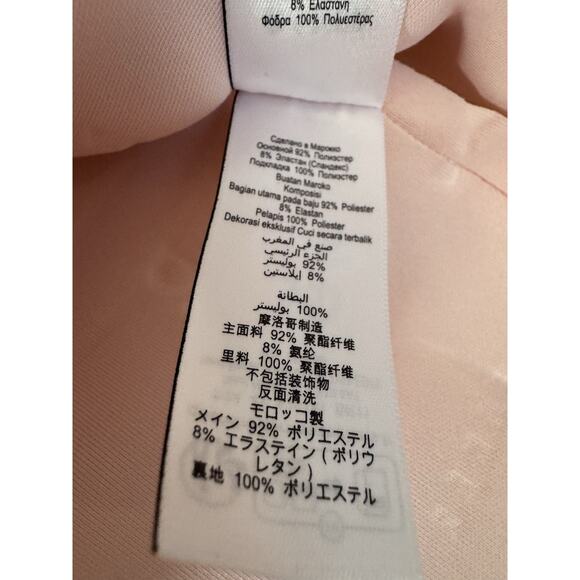 8% Ελαστάνη
Φόδρα 100% Πολυεστέρας
Сделано в Марокко
Основной 92% Полиэстер
8% Эластан (Спандекс)
Подкладка 100% Полиэстер
Buatan Maroko
Komposisi
Bagian utama pada baju 92% Poliester
8% Elastan
Pelapis 100% Poliester
Dekorasi eksklusif Cuci secara terbalik
صنع في المغرب
الجزء الرئيسي
92% بوليستر
8% ايلاستين
البطانة
100% بوليستر
摩洛哥制造
主面料 92% 聚酯纤维
8% 氨纶
里料 100% 聚酯纤维
不包括装饰物
反面清洗
モロッコ製
メイン 92% ポリエステル
8% エラステイン ( ポリウ
レタン )
裏地 100% ポリエステル